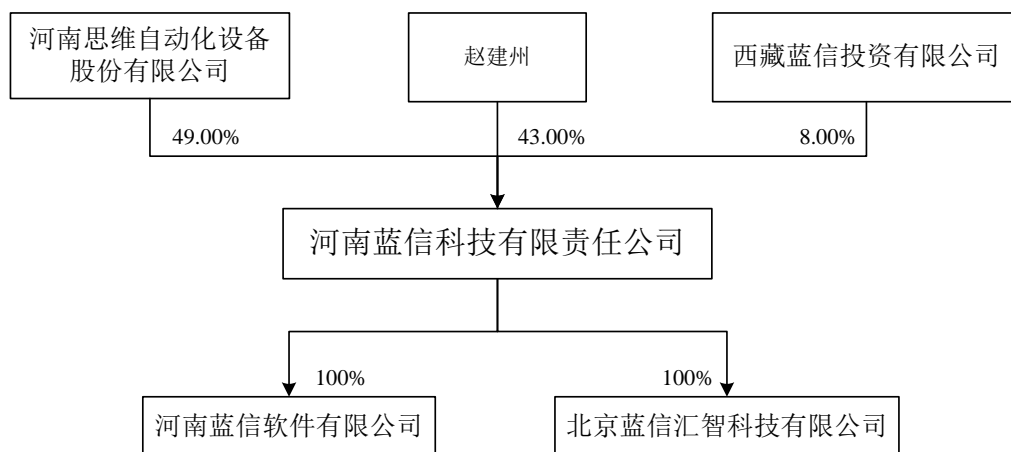 河南思维自动化设备
股份有限公司
赵建州
西藏蓝信投资有限公司
49.00%
43.00%
8.00%
河南蓝信科技有限责任公司
100%
100%
河南蓝信软件有限公司
北京蓝信汇智科技有限公司